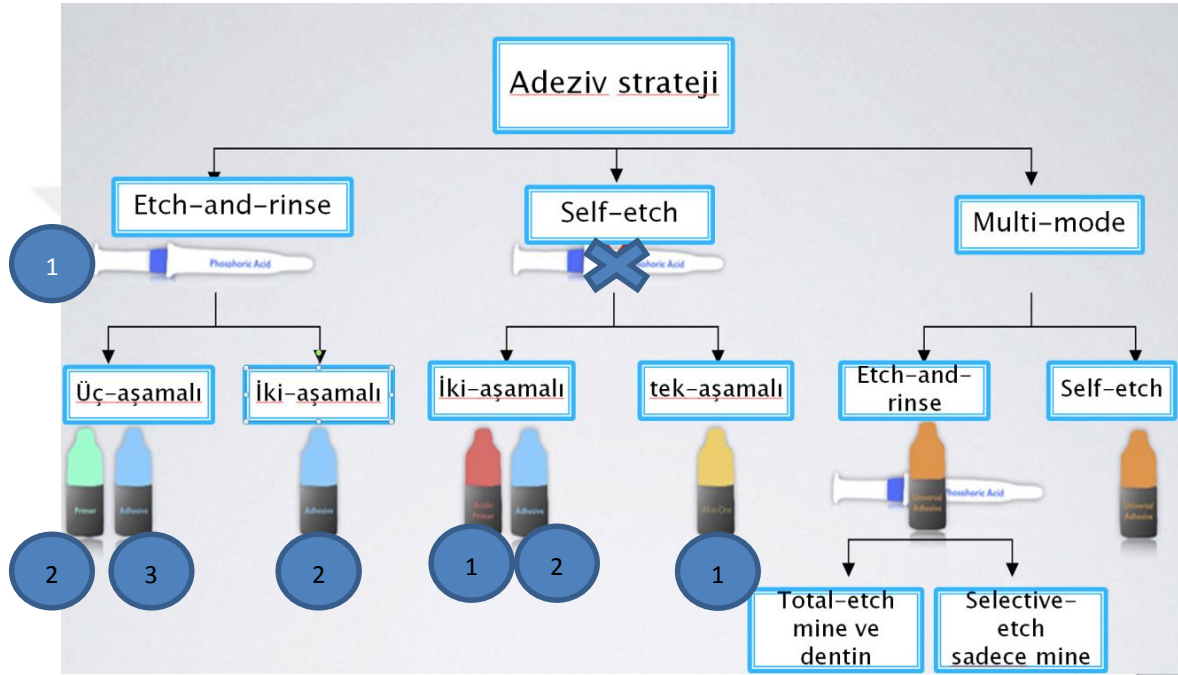 Adeziv strateji
Etch-and-rinse
Self-etch
Multi-mode
1
Phosphoric Acid
phoric Acid
Üç-aşamalı
İki-aşamalı
İki-aşamalı
tek-aşamalı
Etch-and-
rinse
Self-etch
Primer
Adhesive
Adhesive
Acidic
Primer
Adhesive
All-in-One
Universal
Adhesive
Phosphoric Acid
Universal
Adhesive
2
3
2
1
2
1
Total-etch
mine ve
dentin
Selective-
etch
sadece mine